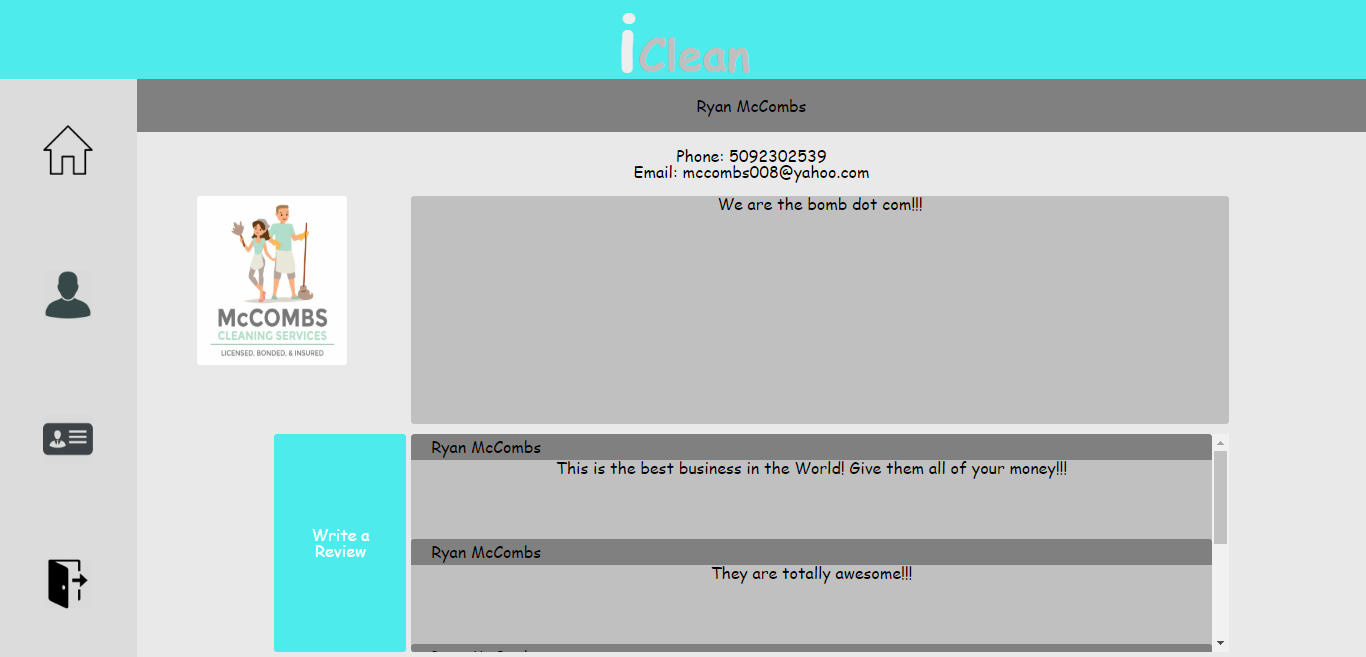 iClean
Ryan McCombs
Phone: 5092302539
Email: mccombs008@yahoo.com
McCOMBS
CLEANING SERVICES
LICENSED, BONDED, & INSURED
We are the bomb dot com!!!
Write a
Review
Ryan McCombs
This is the best business in the World! Give them all of your money!!!
Ryan McCombs
They are totally awesome!!!